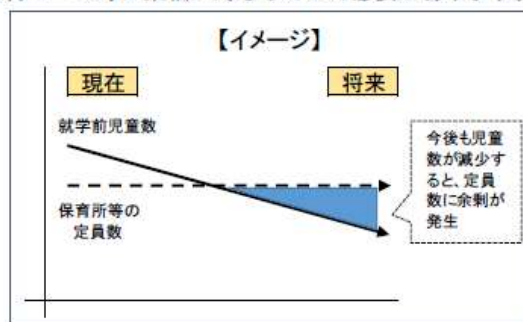 【イメージ】
現在
将来
就学前児童数
保育所等の
定員数
今後も児童
数が減少す
ると、定員
数に余剰が
発生